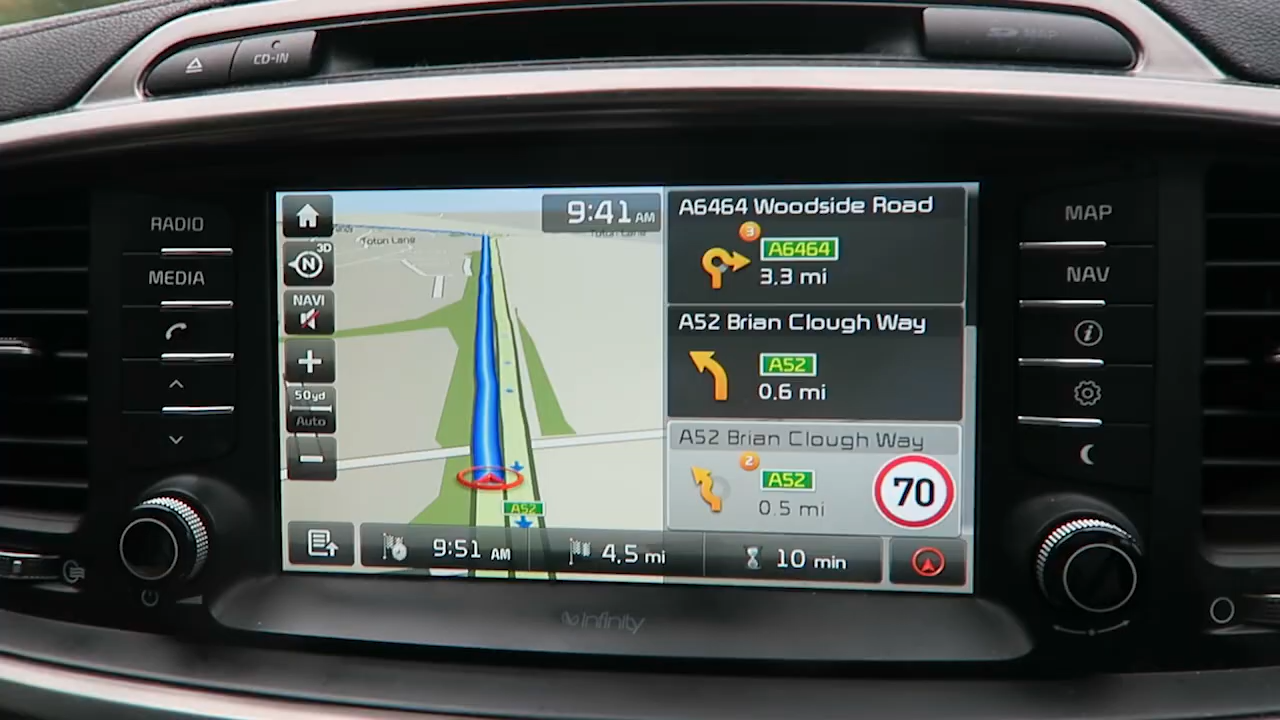 CD-IN
RADIO
MEDIA
MAP
NAV
3D
N
NAVI
50yd
Auto
Toton Lane
9:41 AM
A52
A6464 Woodside Road
3
A6464
3.3 mi
A52 Brian Clough Way
A52
0.6 mi
A52 Brian Clough Way
2
A52
0.5 mi
70
9:51 AM
4.5 mi
10 min
infinity